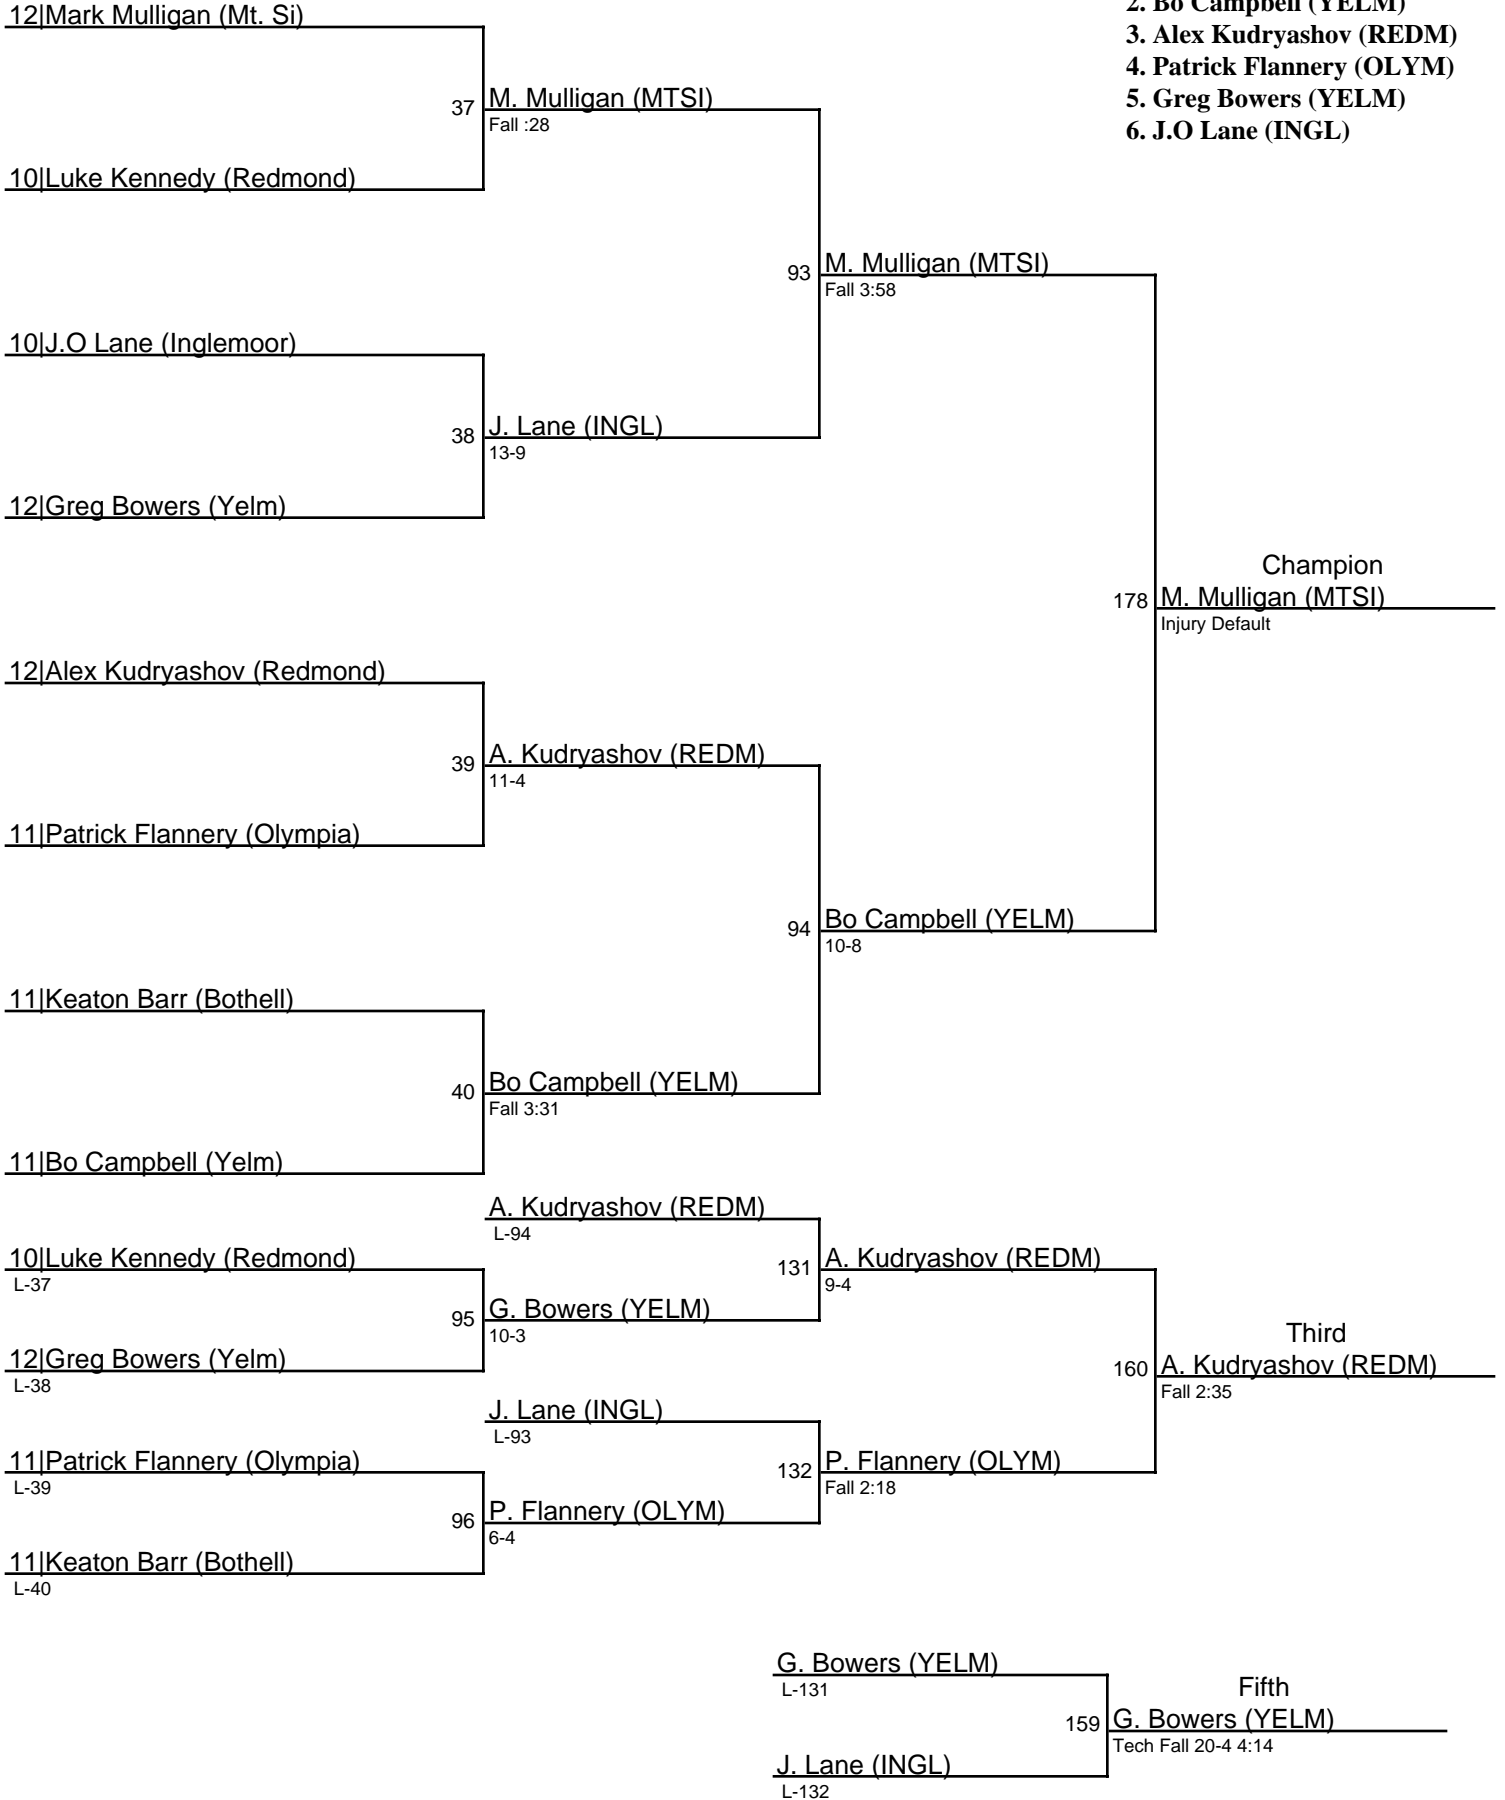 12|Mark Mulligan (Mt. Si)
2. Bo Campbell (YELM)
3. Alex Kudryashov (REDM)
4. Patrick Flannery (OLYM)
5. Greg Bowers (YELM)
6. J.O Lane (INGL)
37 M. Mulligan (MTSI)
Fall :28
10|Luke Kennedy (Redmond)
93 M. Mulligan (MTSI)
Fall 3:58
10|J.O Lane (Inglemoor)
38 J. Lane (INGL)
13-9
12|Greg Bowers (Yelm)
Champion
178 M. Mulligan (MTSI)
Injury Default
12|Alex Kudryashov (Redmond)
39 A. Kudryashov (REDM)
11-4
11|Patrick Flannery (Olympia)
94 Bo Campbell (YELM)
10-8
11|Keaton Barr (Bothell)
40 Bo Campbell (YELM)
Fall 3:31
11|Bo Campbell (Yelm)
A. Kudryashov (REDM)
L-94
10|Luke Kennedy (Redmond)
L-37
131 A. Kudryashov (REDM)
9-4
95 G. Bowers (YELM)
10-3
12|Greg Bowers (Yelm)
L-38
Third
160 A. Kudryashov (REDM)
Fall 2:35
J. Lane (INGL)
L-93
11|Patrick Flannery (Olympia)
L-39
132 P. Flannery (OLYM)
Fall 2:18
96 P. Flannery (OLYM)
6-4
11|Keaton Barr (Bothell)
L-40
G. Bowers (YELM)
L-131
Fifth
159 G. Bowers (YELM)
Tech Fall 20-4 4:14
J. Lane (INGL)
L-132